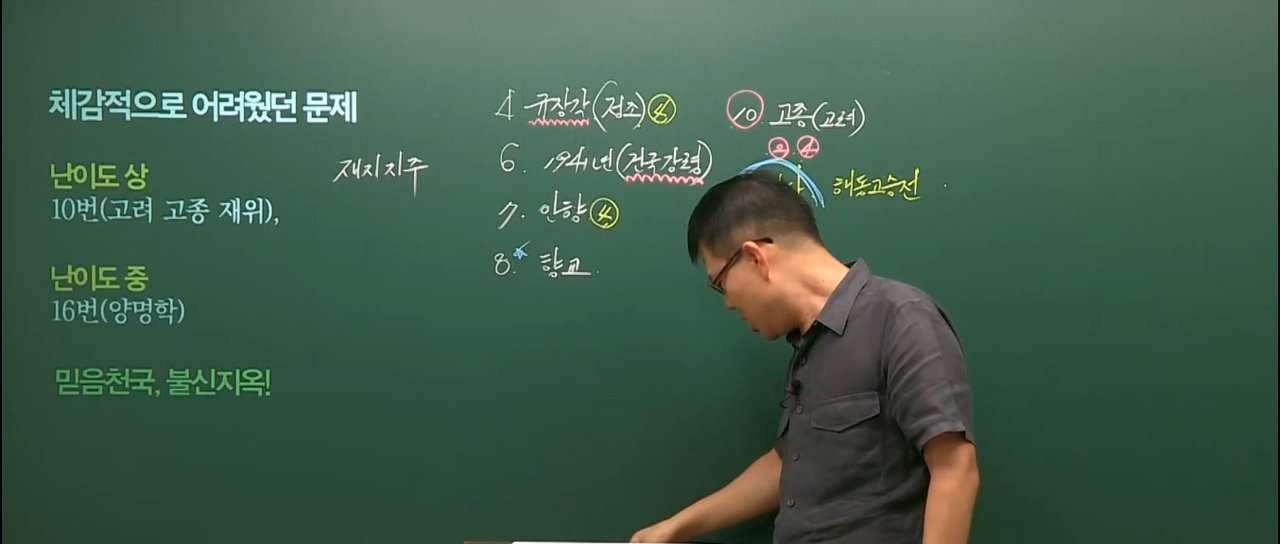 체감적으로 어려웠던 문제
난이도 상
10번(고려 고종 재위),
난이도 중
16번(양명학)
믿음천국, 불신지옥!
재지지주
4 규장각(정조) ④
6. 1941년(건국강령)
7. 안향 ④
8. * 향교.
10 고종(고려)
④
해동고승전